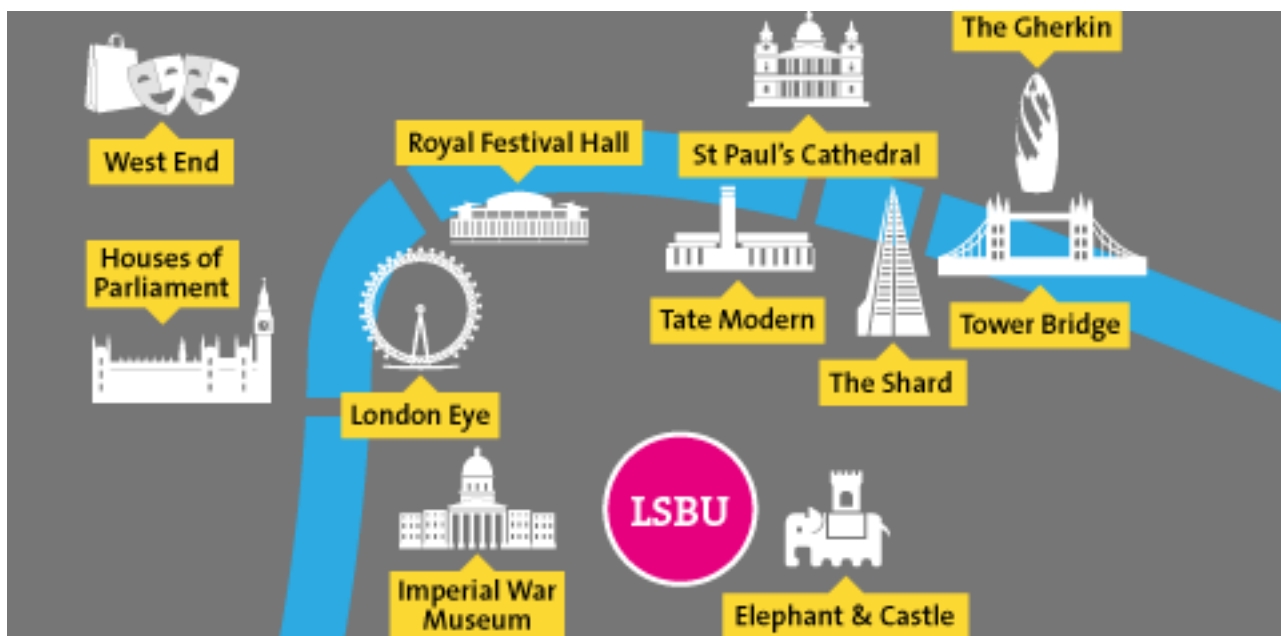 The Gherkin
West End
Royal Festival Hall
St Paul's Cathedral
Houses of
Parliament
Tate Modern
Tower Bridge
The Shard
London Eye
LSBU
Imperial War
Museum
Elephant & Castle